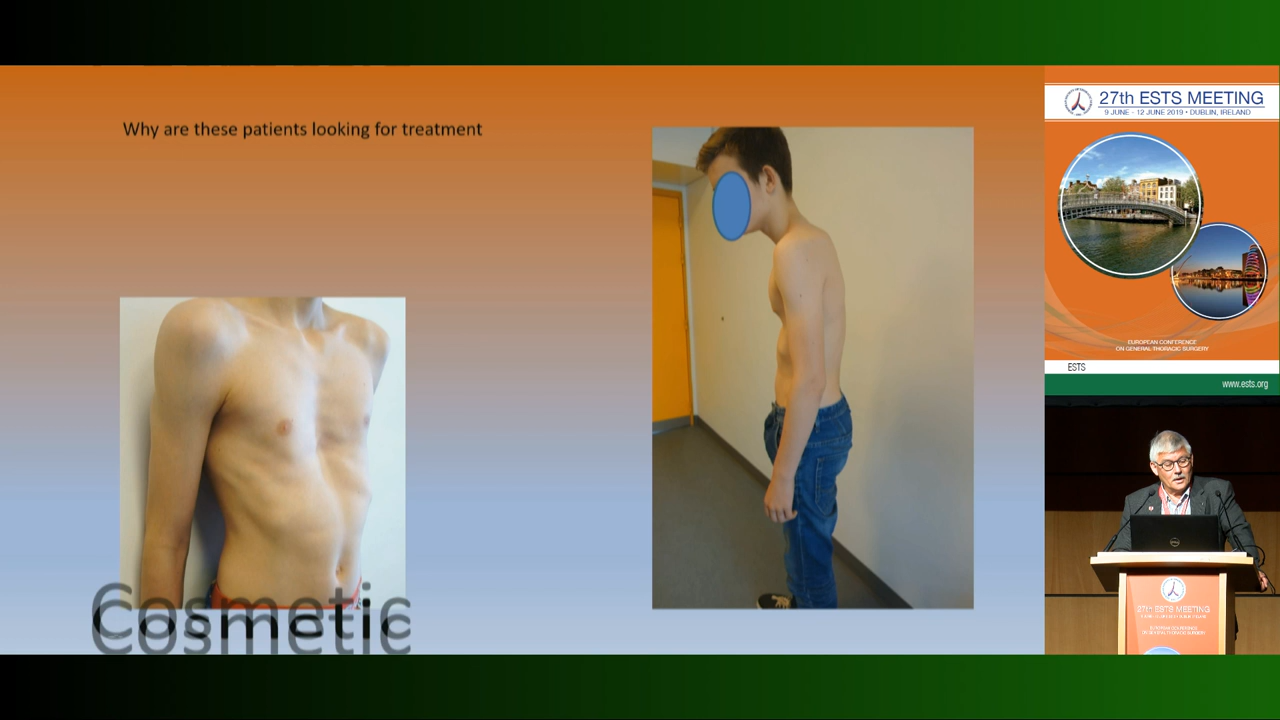 Why are these patients looking for treatment
Cosmetic
27th ESTS MEETING
9 JUNE - 12 JUNE 2019 • DUBLIN, IRELAND
EUROPEAN CONFERENCE
ON GENERAL THORACIC SURGERY
ESTS
www.ests.org
27th ESTS MEETING